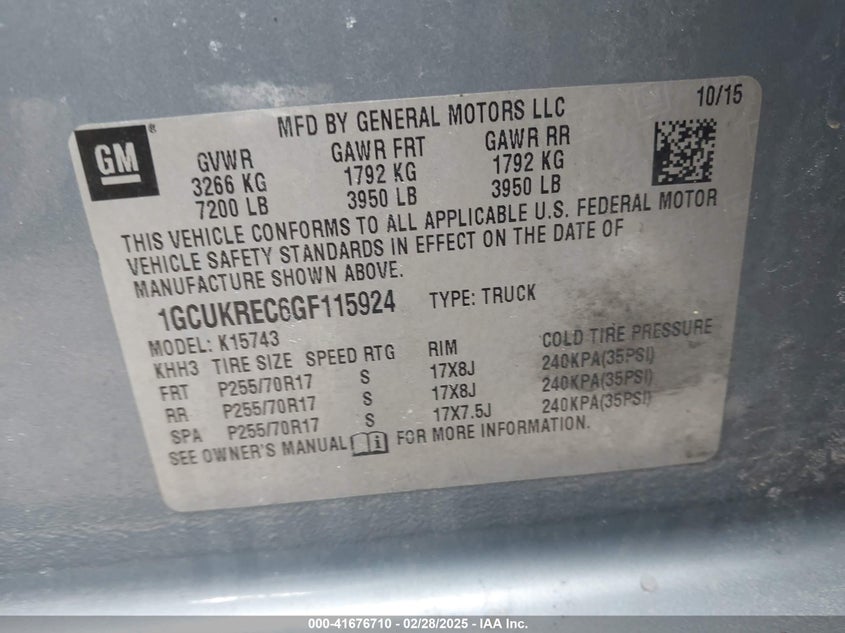 MFD BY GENERAL MOTORS LLC 10/15
GM®
GVWR GAWR FRT GAWR RR
3266 KG 1792 KG 1792 KG
7200 LB 3950 LB 3950 LB
THIS VEHICLE CONFORMS TO ALL APPLICABLE U.S. FEDERAL MOTOR
VEHICLE SAFETY STANDARDS IN EFFECT ON THE DATE OF
MANUFACTURE SHOWN ABOVE.
1GCUKREC6GF115924 TYPE: TRUCK
MODEL: K15743
KHH3 TIRE SIZE SPEED RTG RIM COLD TIRE PRESSURE
FRT P255/70R17 S 17X8J 240KPA(35PSI)
RR P255/70R17 S 17X8J 240KPA(35PSI)
SPA P255/70R17 S 17X7.5J 240KPA(35PSI)
SEE OWNER'S MANUAL FOR MORE INFORMATION.
000-41676710 - 02/28/2025 - IAA Inc.